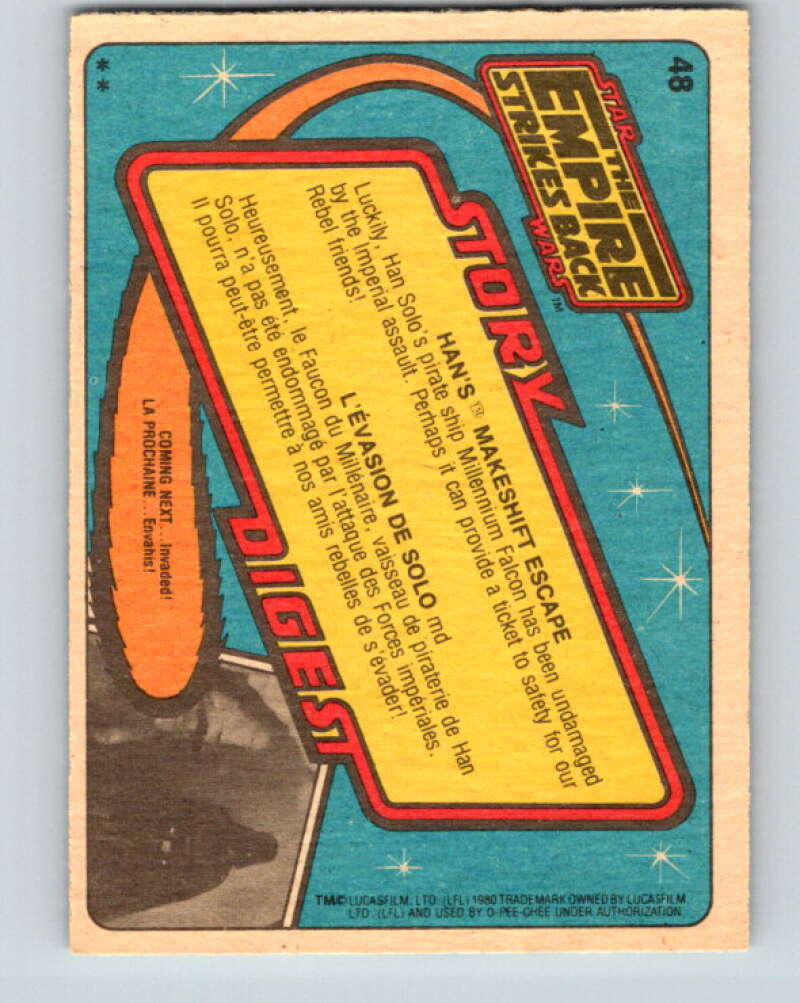 48
STAR
THE
EMPIRE
STRIKES BACK
WARS™
STORY
HAN'S TM MAKESHIFT ESCAPE
Luckily, Han Solo's pirate ship Millennium Falcon has been undamaged
by the Imperial assault. Perhaps it can provide a ticket to safety for our
Rebel friends!
L'ÉVASION DE SOLO md
Heureusement, le Faucon du Millénaire, vaisseau de piraterie de Han
Solo, n'a pas été endommagé par l'attaque des Forces impériales.
Il pourra peut-être permettre à nos amis rebelles de s'évader!
DIGEST
COMING NEXT...Invaded!
LA PROCHAINE...Envahis!
TM© LUCASFILM, LTD. (LFL) 1980 TRADEMARK OWNED BY LUCASFILM,
LTD. (LFL) AND USED BY O-PEE-CHEE UNDER AUTHORIZATION.
**